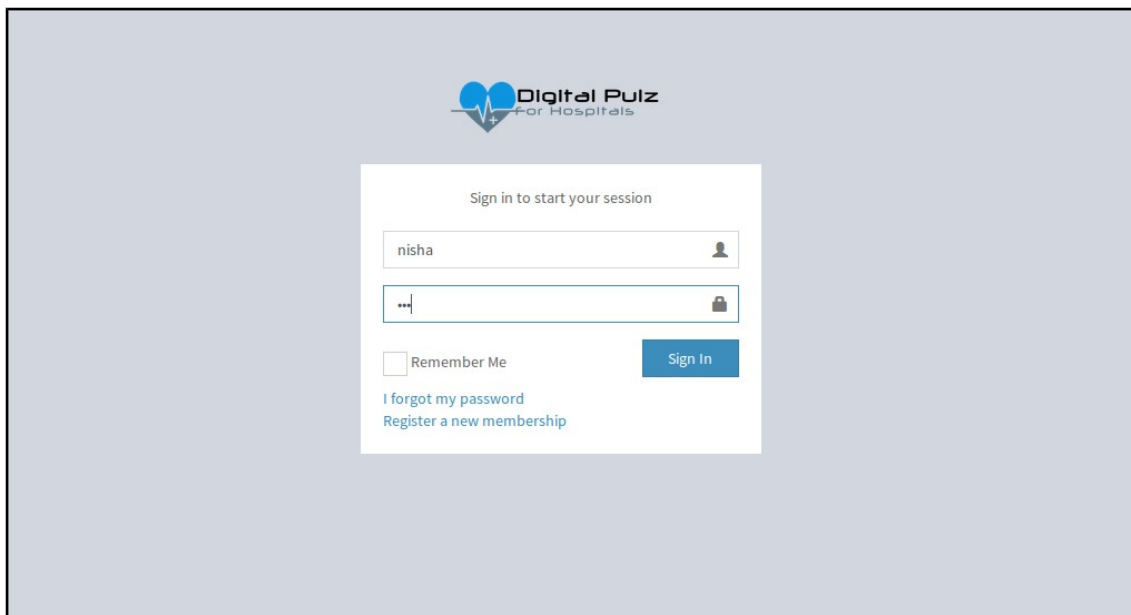 Digital Pulz
For Hospitals
Sign in to start your session
nisha
•••
Remember Me
Sign In
I forgot my password
Register a new membership